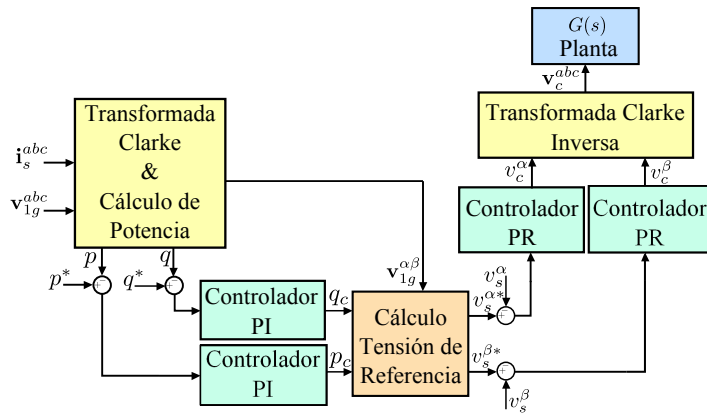 G(s)
Planta
v_c^{abc}
Transformada
Clarke
&
Cálculo de
Potencia
Transformada Clarke
Inversa
i_s^{abc}
v_{1g}^{abc}
v_c^α
v_c^β
Controlador
PR
Controlador
PR
p
q
p*
q*
v_{1g}^{αβ}
v_s^α
Controlador
PI
q_c
Cálculo
Tensión de
Referencia
v_s^{α*}
Controlador
PI
p_c
v_s^{β*}
v_s^β